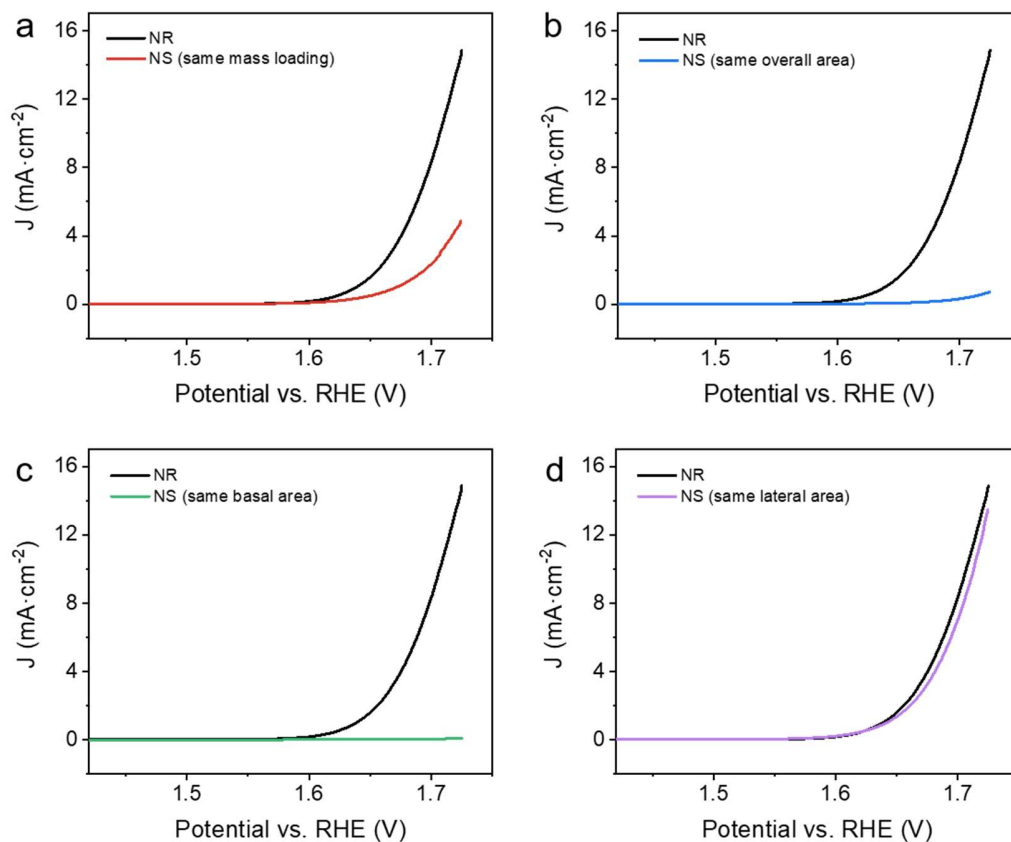 a
16
12
8
4
0
J (mA·cm⁻²)
NR
NS (same mass loading)
1.5
1.6
1.7
Potential vs. RHE (V)
b
16
12
8
4
0
J (mA·cm⁻²)
NR
NS (same overall area)
1.5
1.6
1.7
Potential vs. RHE (V)
c
16
12
8
4
0
J (mA·cm⁻²)
NR
NS (same basal area)
1.5
1.6
1.7
Potential vs. RHE (V)
d
16
12
8
4
0
J (mA·cm⁻²)
NR
NS (same lateral area)
1.5
1.6
1.7
Potential vs. RHE (V)